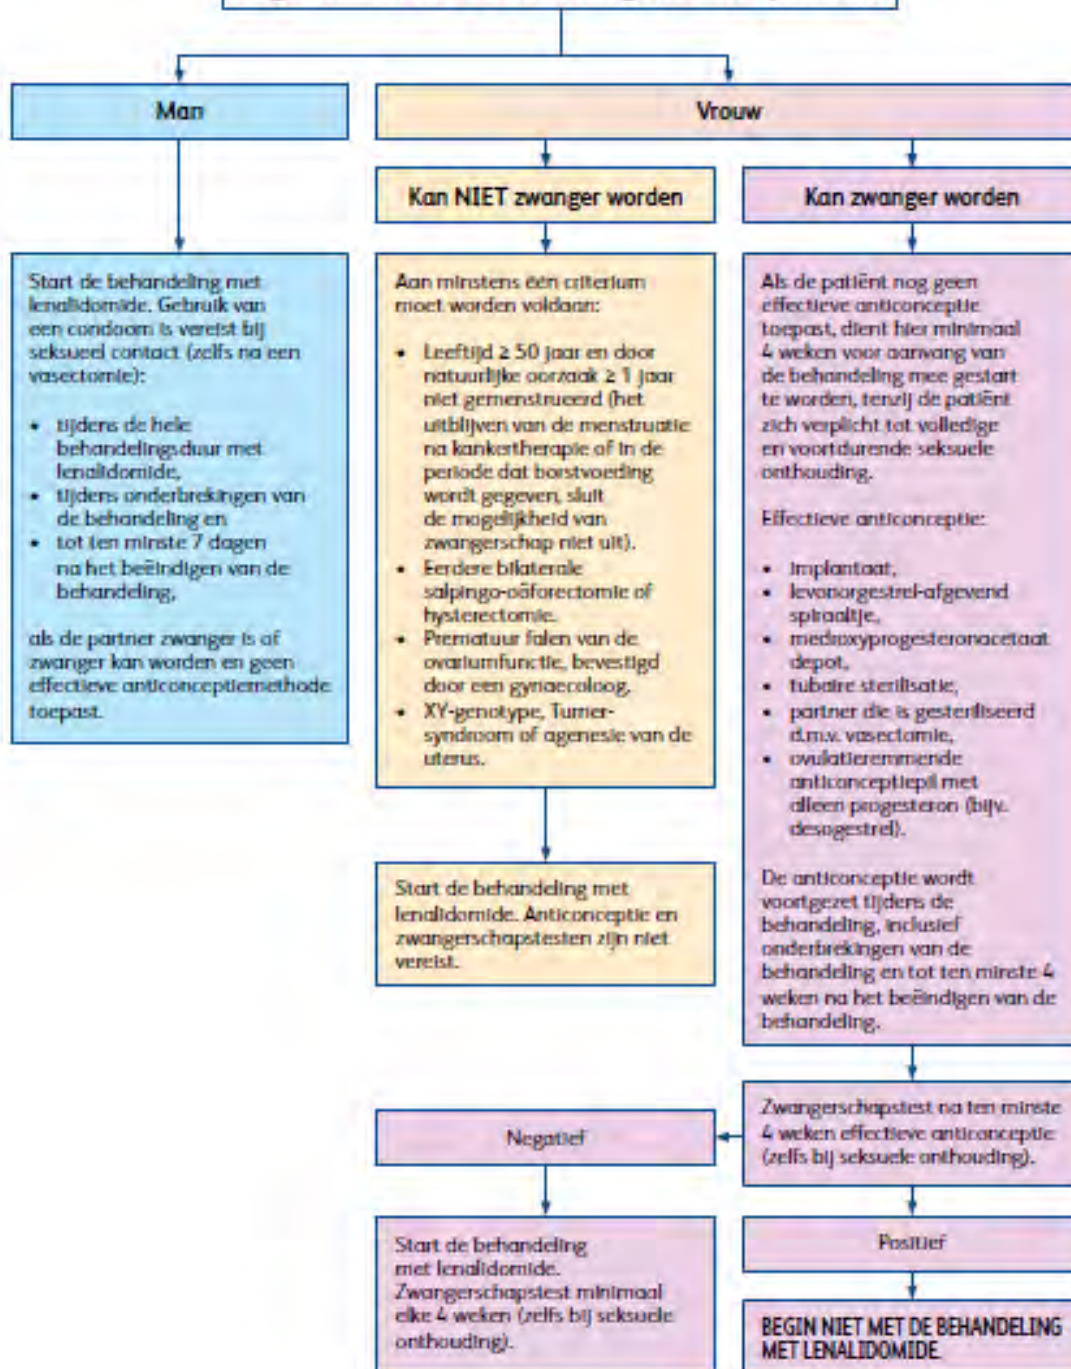 Man
Vrouw
Kan NIET zwanger worden
Kan zwanger worden
Start de behandeling met
lenalidomide. Gebruik van
een condoom is vereist bij
seksueel contact (zelfs na een
vasectomie):
• tijdens de hele
behandelingsduur met
lenalidomide,
• tijdens onderbrekingen van
de behandeling en
• tot ten minste 7 dagen
na het beëindigen van de
behandeling,
als de partner zwanger is of
zwanger kan worden en geen
effectieve anticonceptiemethode
toepast.
Aan minstens één criterium
moet worden voldaan:
• Leeftijd ≥ 50 jaar en door
natuurlijke oorzaak ≥ 1 jaar
niet gemenstrueerd (het
uitblijven van de menstruatie
na kankertherapie of in de
periode dat borstvoeding
wordt gegeven, sluit
de mogelijkheid van
zwangerschap niet uit).
• Eerdere bilaterale
salpingo-oöforectomie of
hysterectomie.
• Prematuur falen van de
ovariumfunctie, bevestigd
door een gynaecoloog.
• XY-genotype, Turner-
syndroom of agenesie van de
uterus.
Start de behandeling met
lenalidomide. Anticonceptie en
zwangerschapstesten zijn niet
vereist.
Als de patiënt nog geen
effectieve anticonceptie
toepast, dient hier minimaal
4 weken voor aanvang van
de behandeling mee gestart
te worden, tenzij de patiënt
zich verplicht tot volledige
en voortdurende seksuele
onthouding.
Effectieve anticonceptie:
• implantaat,
• levonorgestrel-afgevend
spiraaltje,
• medroxyprogesteronacetaat
depot,
• tubaire sterilisatie,
• partner die is gesteriliseerd
d.m.v. vasectomie,
• ovulatieremmende
anticonceptiepil met
alleen progesteron (bijv.
desogestrel).
De anticonceptie wordt
voortgezet tijdens de
behandeling, inclusief
onderbrekingen van de
behandeling en tot ten minste 4
weken na het beëindigen van de
behandeling.
Zwangerschapstest na ten minste
4 weken effectieve anticonceptie
(zelfs bij seksuele onthouding).
Negatief
Start de behandeling
met lenalidomide.
Zwangerschapstest minimaal
elke 4 weken (zelfs bij seksuele
onthouding).
Positief
BEGIN NIET MET DE BEHANDELING
MET LENALIDOMIDE.